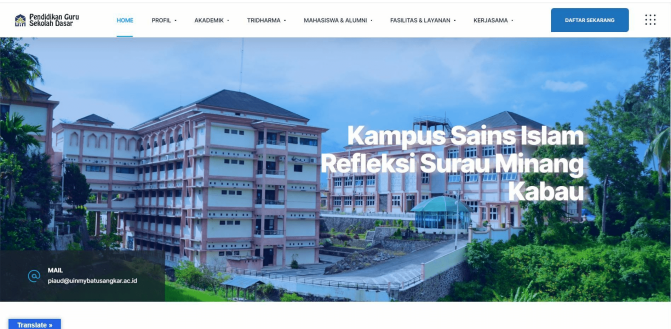 Pendidikan Guru
Sekolah Dasar
HOME PROFIL AKADEMIK TRIDHARMA MAHASISWA & ALUMNI FASILITAS & LAYANAN KERJASAMA DAFTAR SEKARANG
Kampus Sains Islam
Refleksi Surau Minang
Kabau
MAIL
piaud@uinmybatusangkar.ac.id
Translate »